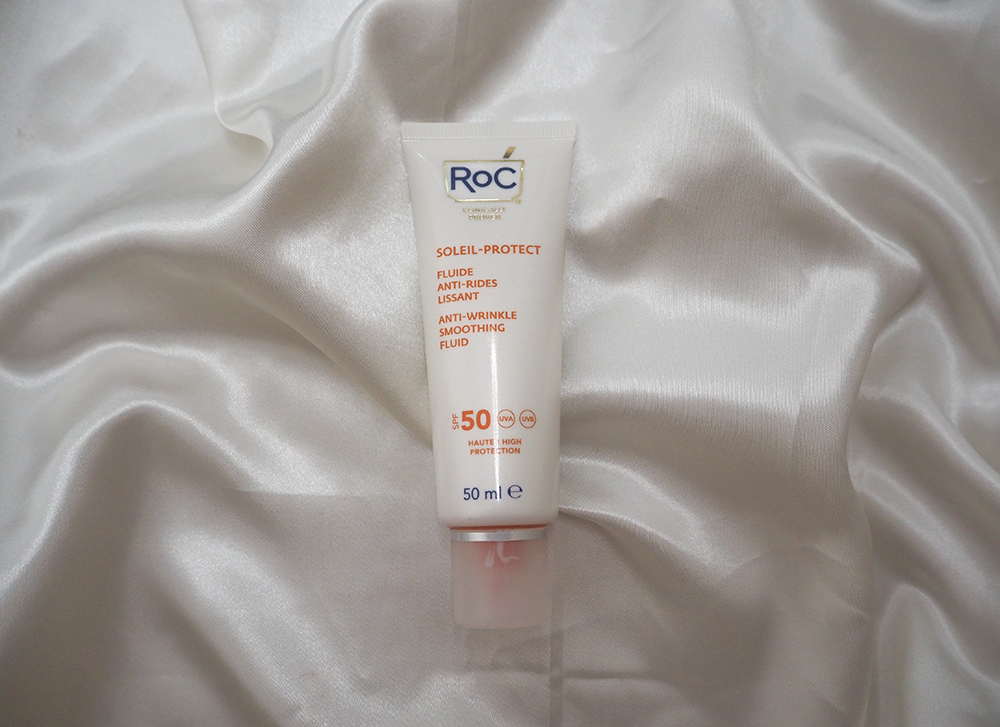 RoC
SOLEIL-PROTECT
FLUIDE
ANTI-RIDES
LISSANT
ANTI-WRINKLE
SMOOTHING
FLUID
SPF 50 UVA UVB
HAUTE HIGH
PROTECTION
50 ml e